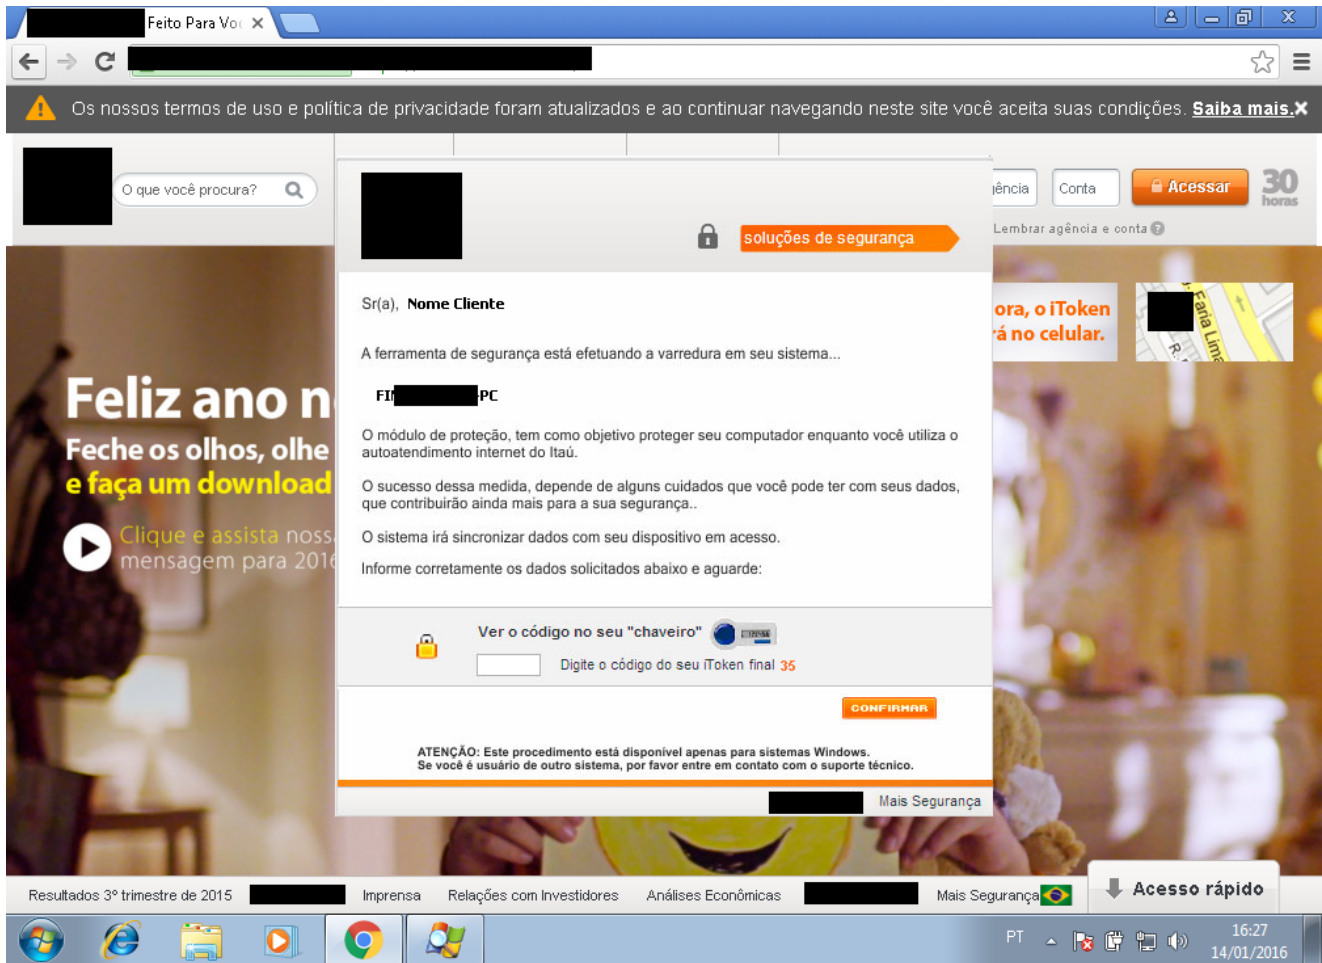 Feito Para Voc
Os nossos termos de uso e política de privacidade foram atualizados e ao continuar navegando neste site você aceita suas condições. Saiba mais.
O que você procura?
gência
Conta
Acessar
30
horas
Lembrar agência e conta
soluções de segurança
Sr(a), Nome Cliente
A ferramenta de segurança está efetuando a varredura em seu sistema...
-PC
O módulo de proteção, tem como objetivo proteger seu computador enquanto você utiliza o
autoatendimento internet do Itaú.
O sucesso dessa medida, depende de alguns cuidados que você pode ter com seus dados,
que contribuirão ainda mais para a sua segurança..
O sistema irá sincronizar dados com seu dispositivo em acesso.
Informe corretamente os dados solicitados abaixo e aguarde:
Ver o código no seu "chaveiro"
Digite o código do seu iToken final 35
CONFIRMAR
ATENÇÃO: Este procedimento está disponível apenas para sistemas Windows.
Se você é usuário de outro sistema, por favor entre em contato com o suporte técnico.
Mais Segurança
ora, o iToken
rá no celular.
Faria Lima
R.
Feliz ano n
Feche os olhos, olhe
e faça um download
Clique e assista noss
mensagem para 2016
Resultados 3º trimestre de 2015
Imprensa
Relações com Investidores
Análises Econômicas
Mais Segurança
Acesso rápido
PT
16:27
14/01/2016